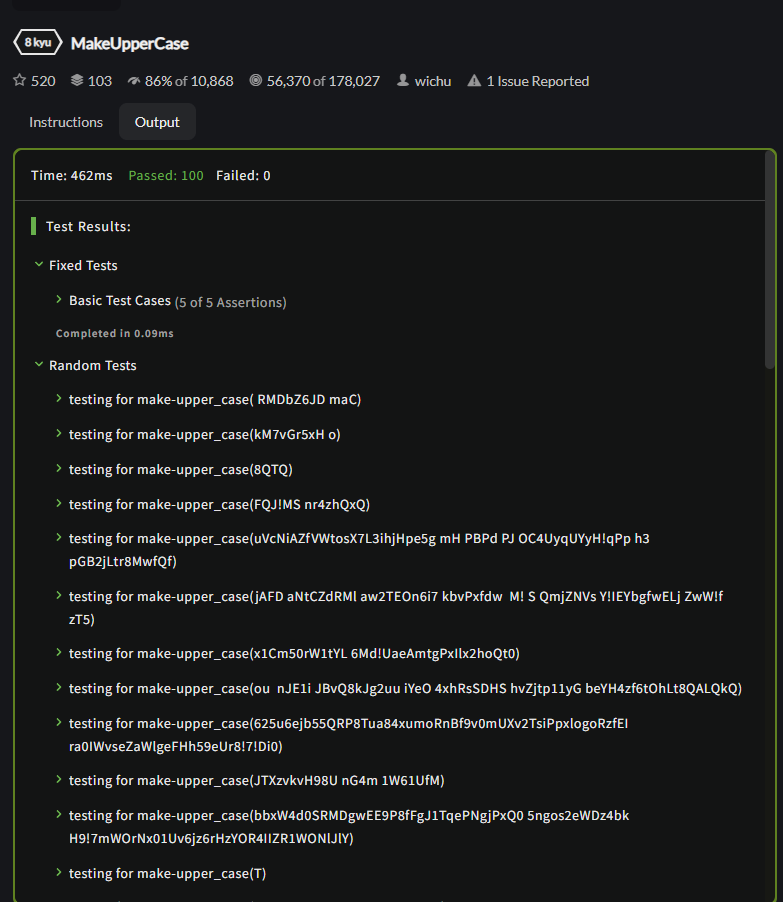 8 kyu MakeUpperCase
520 103 86% of 10,868 56,370 of 178,027 wichu 1 Issue Reported
Instructions Output
Time: 462ms Passed: 100 Failed: 0
Test Results:
Fixed Tests
Basic Test Cases (5 of 5 Assertions)
Completed in 0.09ms
Random Tests
testing for make-upper_case( RMDbZ6JD maC)
testing for make-upper_case(kM7vGr5xH o)
testing for make-upper_case(8QTQ)
testing for make-upper_case(FQJ!MS nr4zhQxQ)
testing for make-upper_case(uVcNiAZfVWtosX7L3ihjHpe5g mH PBPd PJ OC4UyqUYyH!qPp h3
pGB2jLtr8MwfQf)
testing for make-upper_case(jAFD aNtCZdRMl aw2TEOn6i7 kbvPxfdw  M! S QmjZNVs Y!IEYbgfwELj ZwW!f
zT5)
testing for make-upper_case(x1Cm50rW1tYL 6Md!UaeAmtgPxIlx2hoQt0)
testing for make-upper_case(ou  nJE1i JBvQ8kJg2uu iYeO 4xhRsSDHS hvZjtp11yG beYH4zf6tOhLt8QALQkQ)
testing for make-upper_case(625u6ejb55QRP8Tua84xumoRnBf9v0mUXv2TsiPpxlogoRzfEI
ra0IWvseZaWlgeFHh59eUr8!7!Di0)
testing for make-upper_case(JTXzvkvH98U nG4m 1W61UfM)
testing for make-upper_case(bbxW4d0SRMDgwEE9P8fFgJ1TqePNgjPxQ0 5ngos2eWDz4bk
H9!7mWOrNx01Uv6jz6rHzYOR4IIZR1WONlJlY)
testing for make-upper_case(T)